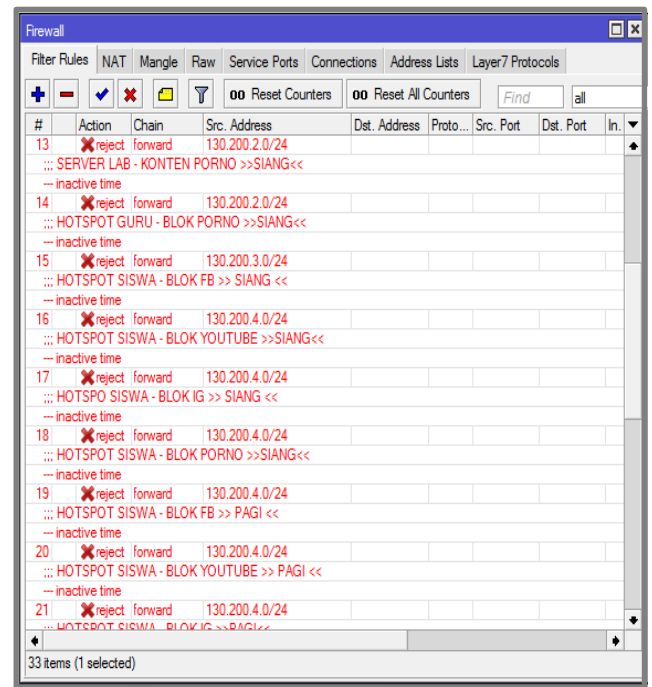 Firewall
Filter Rules NAT Mangle Raw Service Ports Connections Address Lists Layer7 Protocols
00 Reset Counters 00 Reset All Counters Find all
# Action Chain Src. Address Dst. Address Proto... Src. Port Dst. Port In.
13 reject forward 130.200.2.0/24
;;; SERVER LAB - KONTEN PORNO >>SIANG<<
--- inactive time
14 reject forward 130.200.2.0/24
;;; HOTSPOT GURU - BLOK PORNO >>SIANG<<
--- inactive time
15 reject forward 130.200.3.0/24
;;; HOTSPOT SISWA - BLOK FB >> SIANG <<
--- inactive time
16 reject forward 130.200.4.0/24
;;; HOTSPOT SISWA - BLOK YOUTUBE >>SIANG<<
--- inactive time
17 reject forward 130.200.4.0/24
;;; HOTSPO SISWA - BLOK IG >> SIANG <<
--- inactive time
18 reject forward 130.200.4.0/24
;;; HOTSPOT SISWA - BLOK PORNO >>SIANG<<
--- inactive time
19 reject forward 130.200.4.0/24
;;; HOTSPOT SISWA - BLOK FB >> PAGI <<
--- inactive time
20 reject forward 130.200.4.0/24
;;; HOTSPOT SISWA - BLOK YOUTUBE >> PAGI <<
--- inactive time
21 reject forward 130.200.4.0/24
;;; HOTSPOT SISWA - BLOK IG >>PAGI<<
33 items (1 selected)